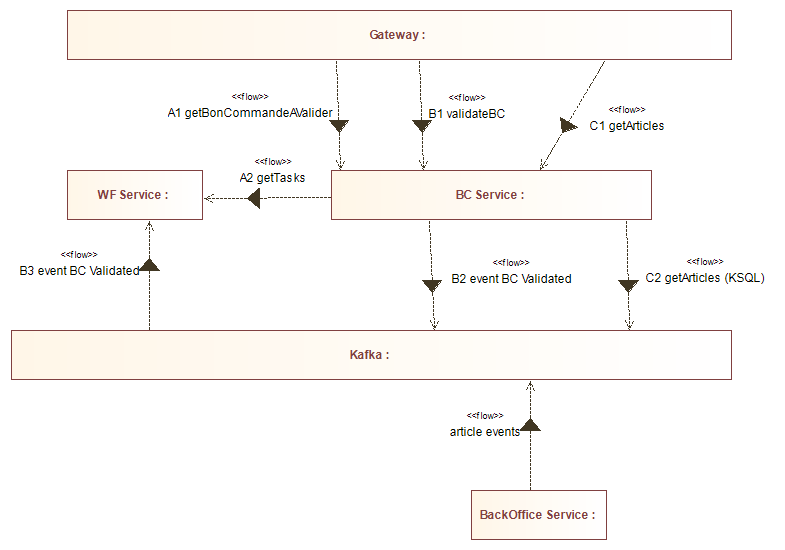 Gateway :
<<flow>>
A1 getBonCommandeAValider
<<flow>>
B1 validateBC
<<flow>>
C1 getArticles
<<flow>>
A2 getTasks
WF Service :
BC Service :
<<flow>>
B3 event BC Validated
<<flow>>
B2 event BC Validated
<<flow>>
C2 getArticles (KSQL)
Kafka :
<<flow>>
article events
BackOffice Service :